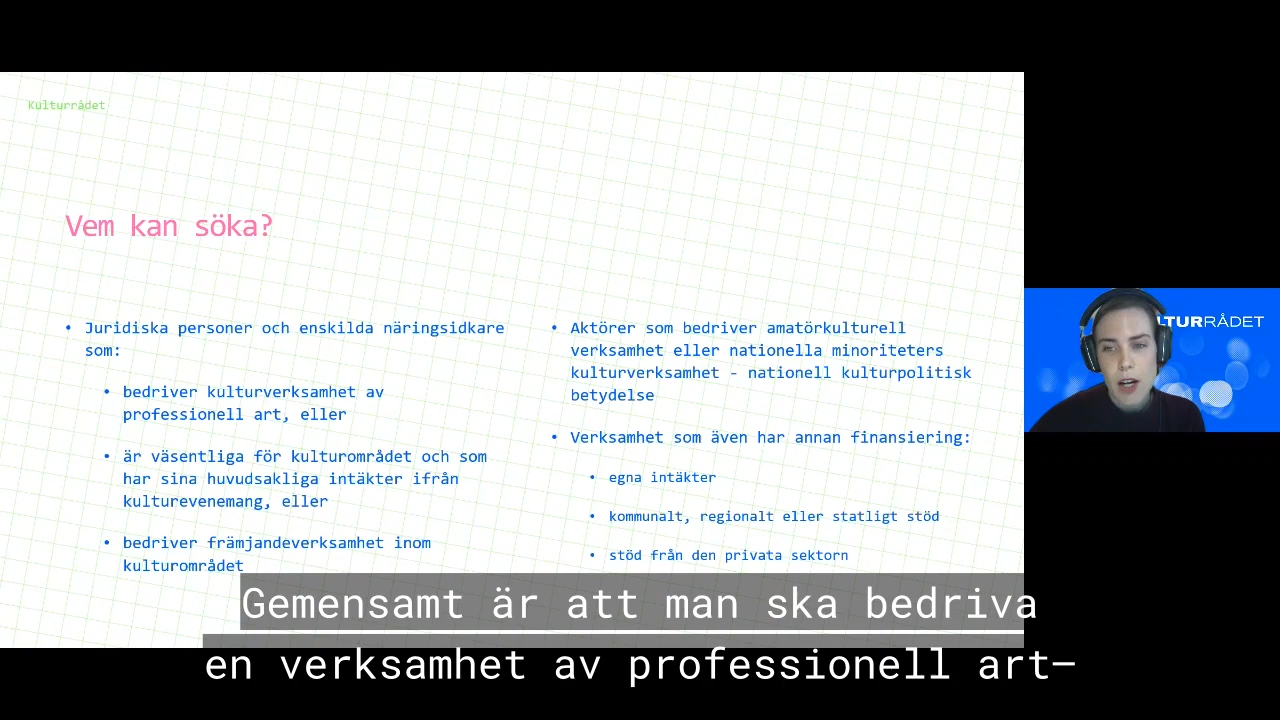 Kulturrådet
Vem kan söka?
• Juridiska personer och enskilda näringsidkare
som:
• bedriver kulturverksamhet av
professionell art, eller
• är väsentliga för kulturområdet och som
har sina huvudsakliga intäkter ifrån
kulturevenemang, eller
• bedriver främjandeverksamhet inom
kulturområdet
• Aktörer som bedriver amatörkulturell
verksamhet eller nationella minoriteters
kulturverksamhet - nationell kulturpolitisk
betydelse
• Verksamhet som även har annan finansiering:
• egna intäkter
• kommunalt, regionalt eller statligt stöd
• stöd från den privata sektorn
LTURRÅDET
Gemensamt är att man ska bedriva
en verksamhet av professionell art–